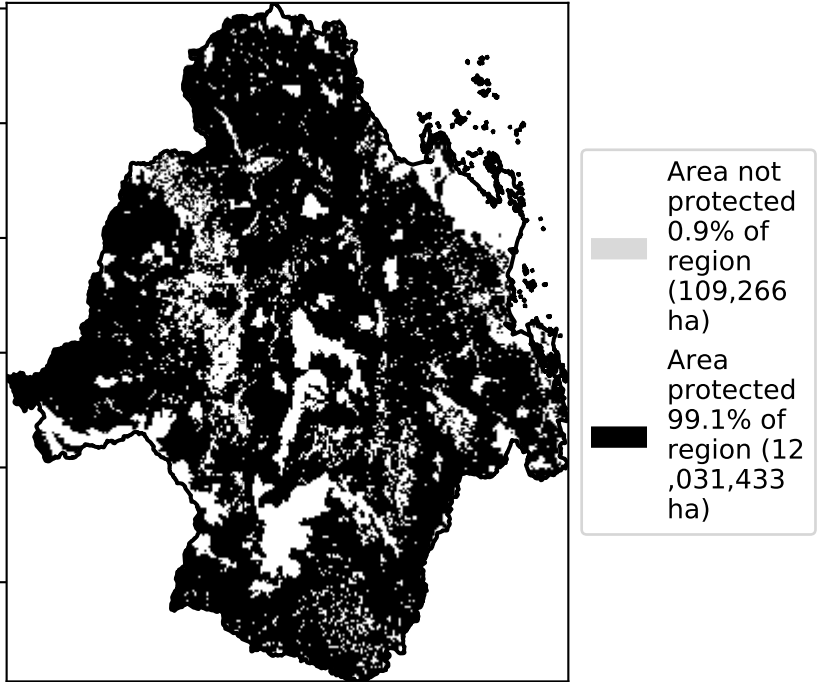 Area not
protected
0.9% of
region
(109,266
ha)
Area
protected
99.1% of
region (12
,031,433
ha)